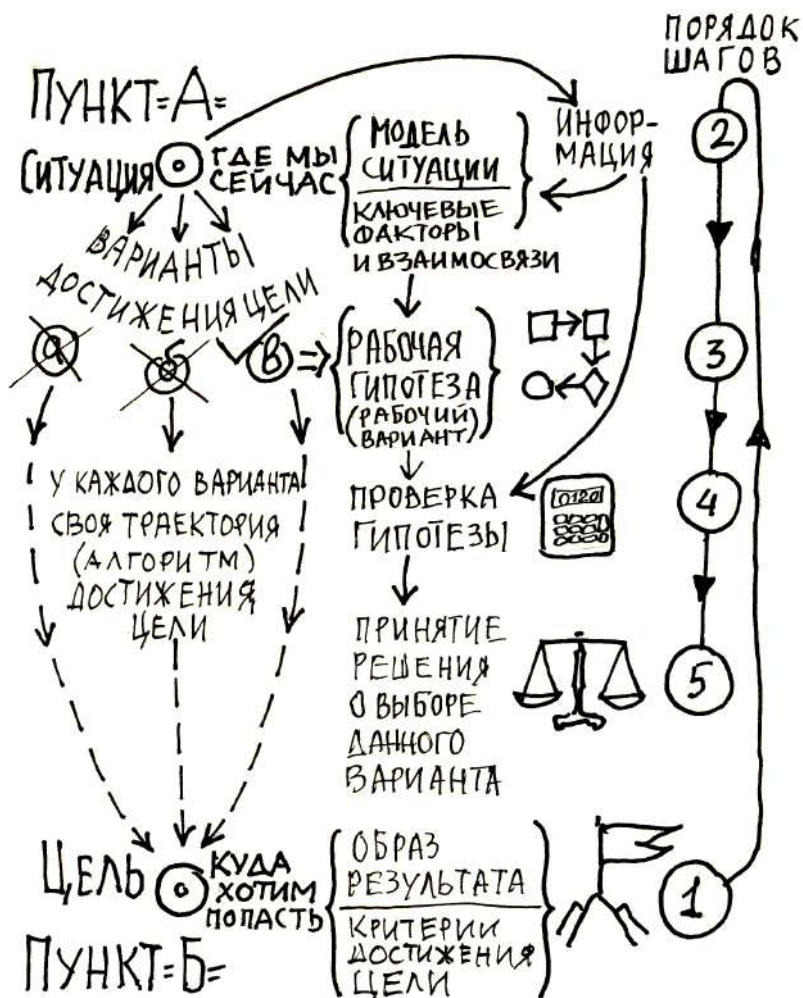 ПОРЯДОК
ШАГОВ
ПУНКТ=А=
СИТУАЦИЯ
ГДЕ МЫ
СЕЙЧАС
МОДЕЛЬ
СИТУАЦИИ
КЛЮЧЕВЫЕ
ФАКТОРЫ
И ВЗАИМОСВЯЗИ
ИНФОР-
МАЦИЯ
2
ВАРИАНТЫ
ДОСТИЖЕНИЯ ЦЕЛИ
а
б
в
РАБОЧАЯ
ГИПОТЕЗА
(РАБОЧИЙ
ВАРИАНТ)
3
У КАЖДОГО ВАРИАНТА
СВОЯ ТРАЕКТОРИЯ
(АЛГОРИТМ)
ДОСТИЖЕНИЯ
ЦЕЛИ
ПРОВЕРКА
ГИПОТЕЗЫ
0120
4
ПРИНЯТИЕ
РЕШЕНИЯ
О ВЫБОРЕ
ДАННОГО
ВАРИАНТА
5
ЦЕЛЬ
КУДА
ХОТИМ
ПОПАСТЬ
ОБРАЗ
РЕЗУЛЬТАТА
КРИТЕРИИ
ДОСТИЖЕНИЯ
ЦЕЛИ
1
ПУНКТ=Б=